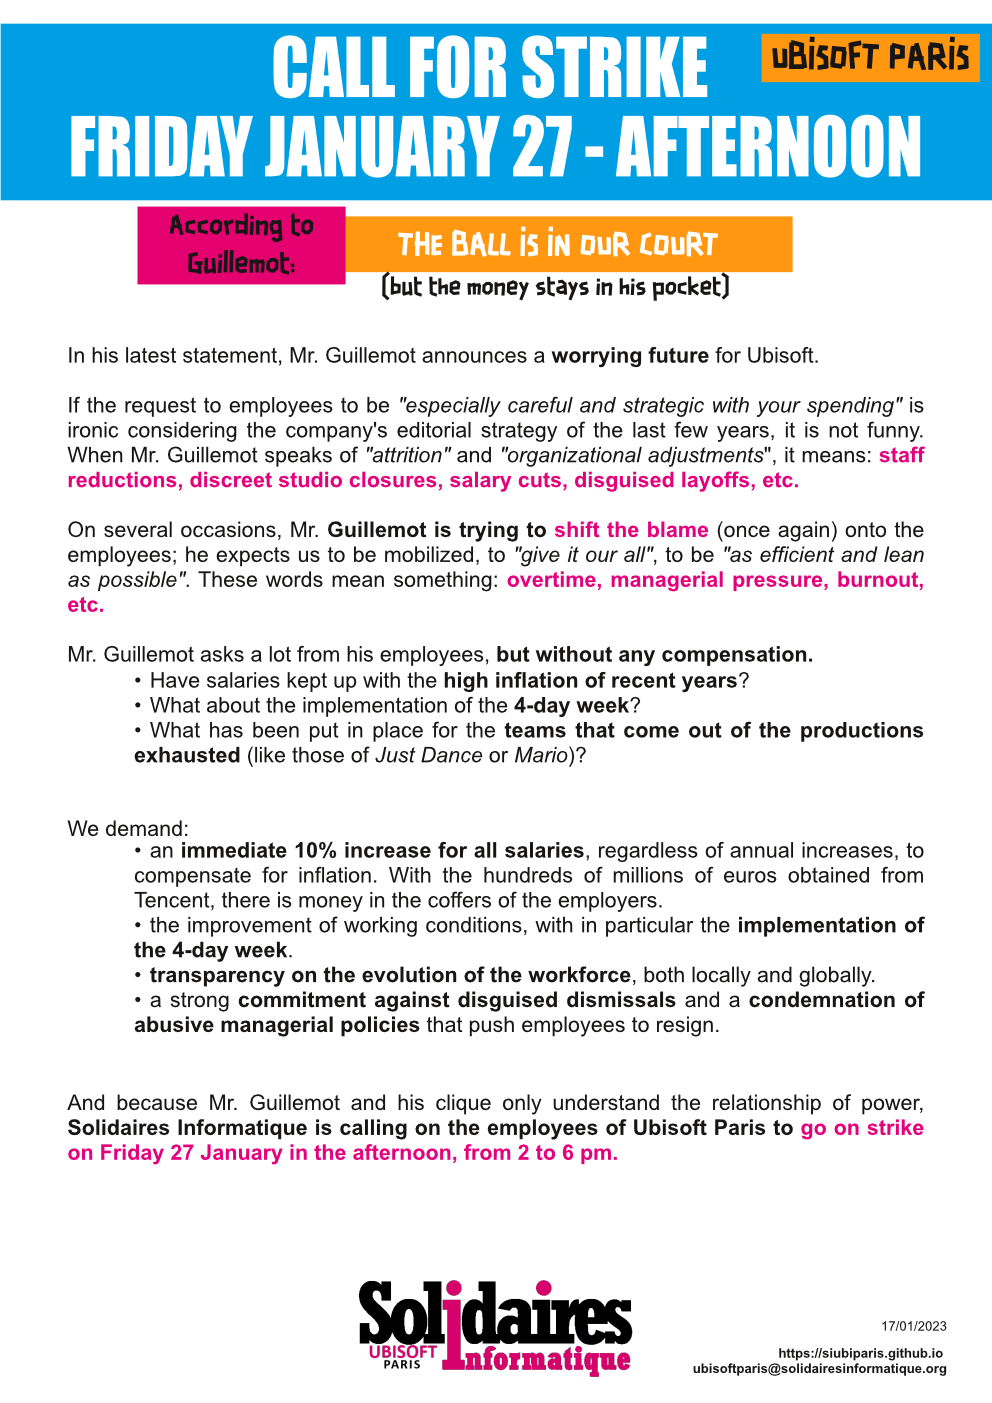 CALL FOR STRIKE
UBISOFT PARIS
FRIDAY JANUARY 27 - AFTERNOON
According to
Guillemot:
THE BALL IS IN OUR COURT
(but the money stays in his pocket)
In his latest statement, Mr. Guillemot announces a worrying future for Ubisoft.
If the request to employees to be "especially careful and strategic with your spending" is
ironic considering the company's editorial strategy of the last few years, it is not funny.
When Mr. Guillemot speaks of "attrition" and "organizational adjustments", it means: staff
reductions, discreet studio closures, salary cuts, disguised layoffs, etc.
On several occasions, Mr. Guillemot is trying to shift the blame (once again) onto the
employees; he expects us to be mobilized, to "give it our all", to be "as efficient and lean
as possible". These words mean something: overtime, managerial pressure, burnout,
etc.
Mr. Guillemot asks a lot from his employees, but without any compensation.
• Have salaries kept up with the high inflation of recent years?
• What about the implementation of the 4-day week?
• What has been put in place for the teams that come out of the productions
exhausted (like those of Just Dance or Mario)?
We demand:
• an immediate 10% increase for all salaries, regardless of annual increases, to
compensate for inflation. With the hundreds of millions of euros obtained from
Tencent, there is money in the coffers of the employers.
• the improvement of working conditions, with in particular the implementation of
the 4-day week.
• transparency on the evolution of the workforce, both locally and globally.
• a strong commitment against disguised dismissals and a condemnation of
abusive managerial policies that push employees to resign.
And because Mr. Guillemot and his clique only understand the relationship of power,
Solidaires Informatique is calling on the employees of Ubisoft Paris to go on strike
on Friday 27 January in the afternoon, from 2 to 6 pm.
Solidaires
Informatique
UBISOFT
PARIS
17/01/2023
https://siubiparis.github.io
ubisoftparis@solidairesinformatique.org